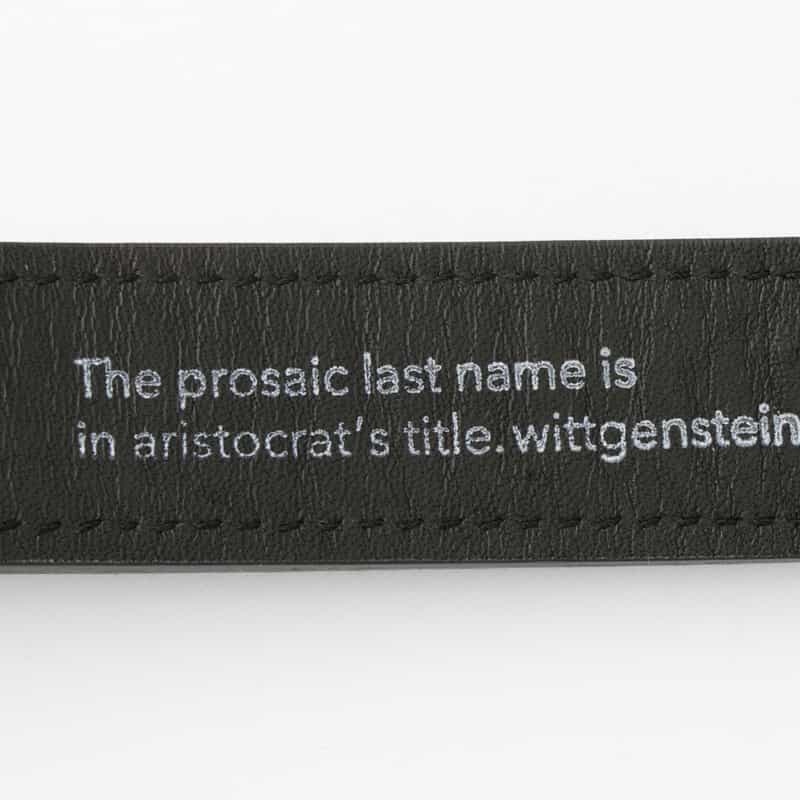 The prosaic last name is
in aristocrat's title.wittgenstein